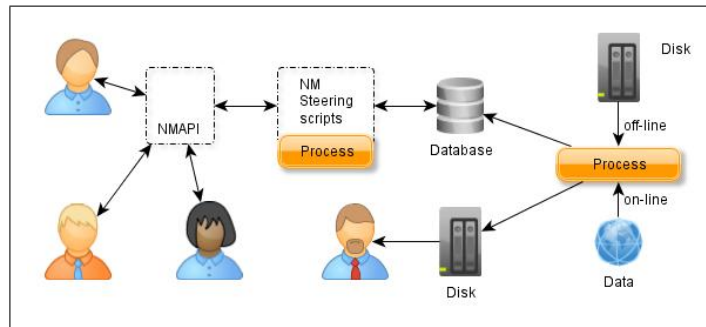 NMAPI
NM
Steering
scripts
Process
Database
Disk
off-line
Process
on-line
Data
Disk